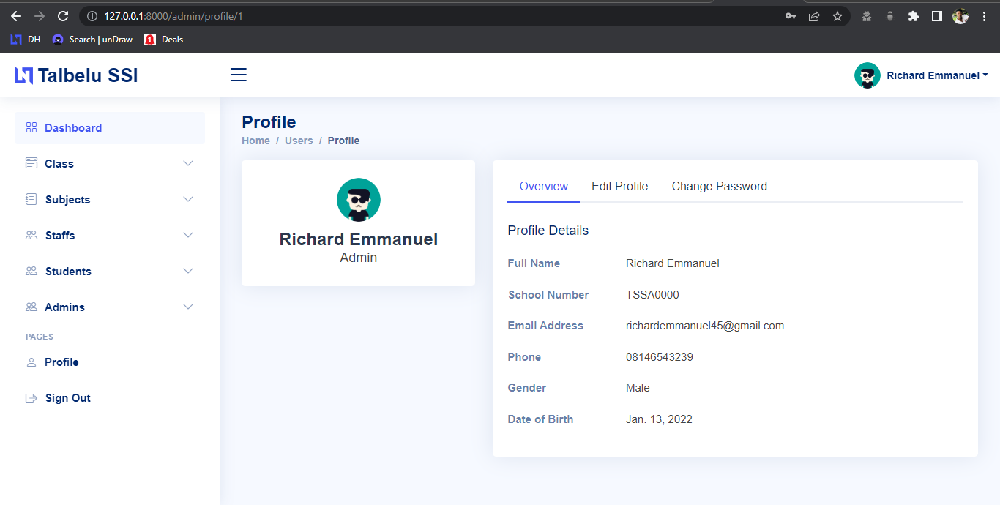 127.0.0.1:8000/admin/profile/1
DH
Search | unDraw
1
Deals
Talbelu SSI
Richard Emmanuel
Dashboard
Class
Subjects
Staffs
Students
Admins
PAGES
Profile
Sign Out
Profile
Home / Users / Profile
Richard Emmanuel
Admin
Overview Edit Profile Change Password
Profile Details
Full Name Richard Emmanuel
School Number TSSA0000
Email Address richardemmanuel45@gmail.com
Phone 08146543239
Gender Male
Date of Birth Jan. 13, 2022